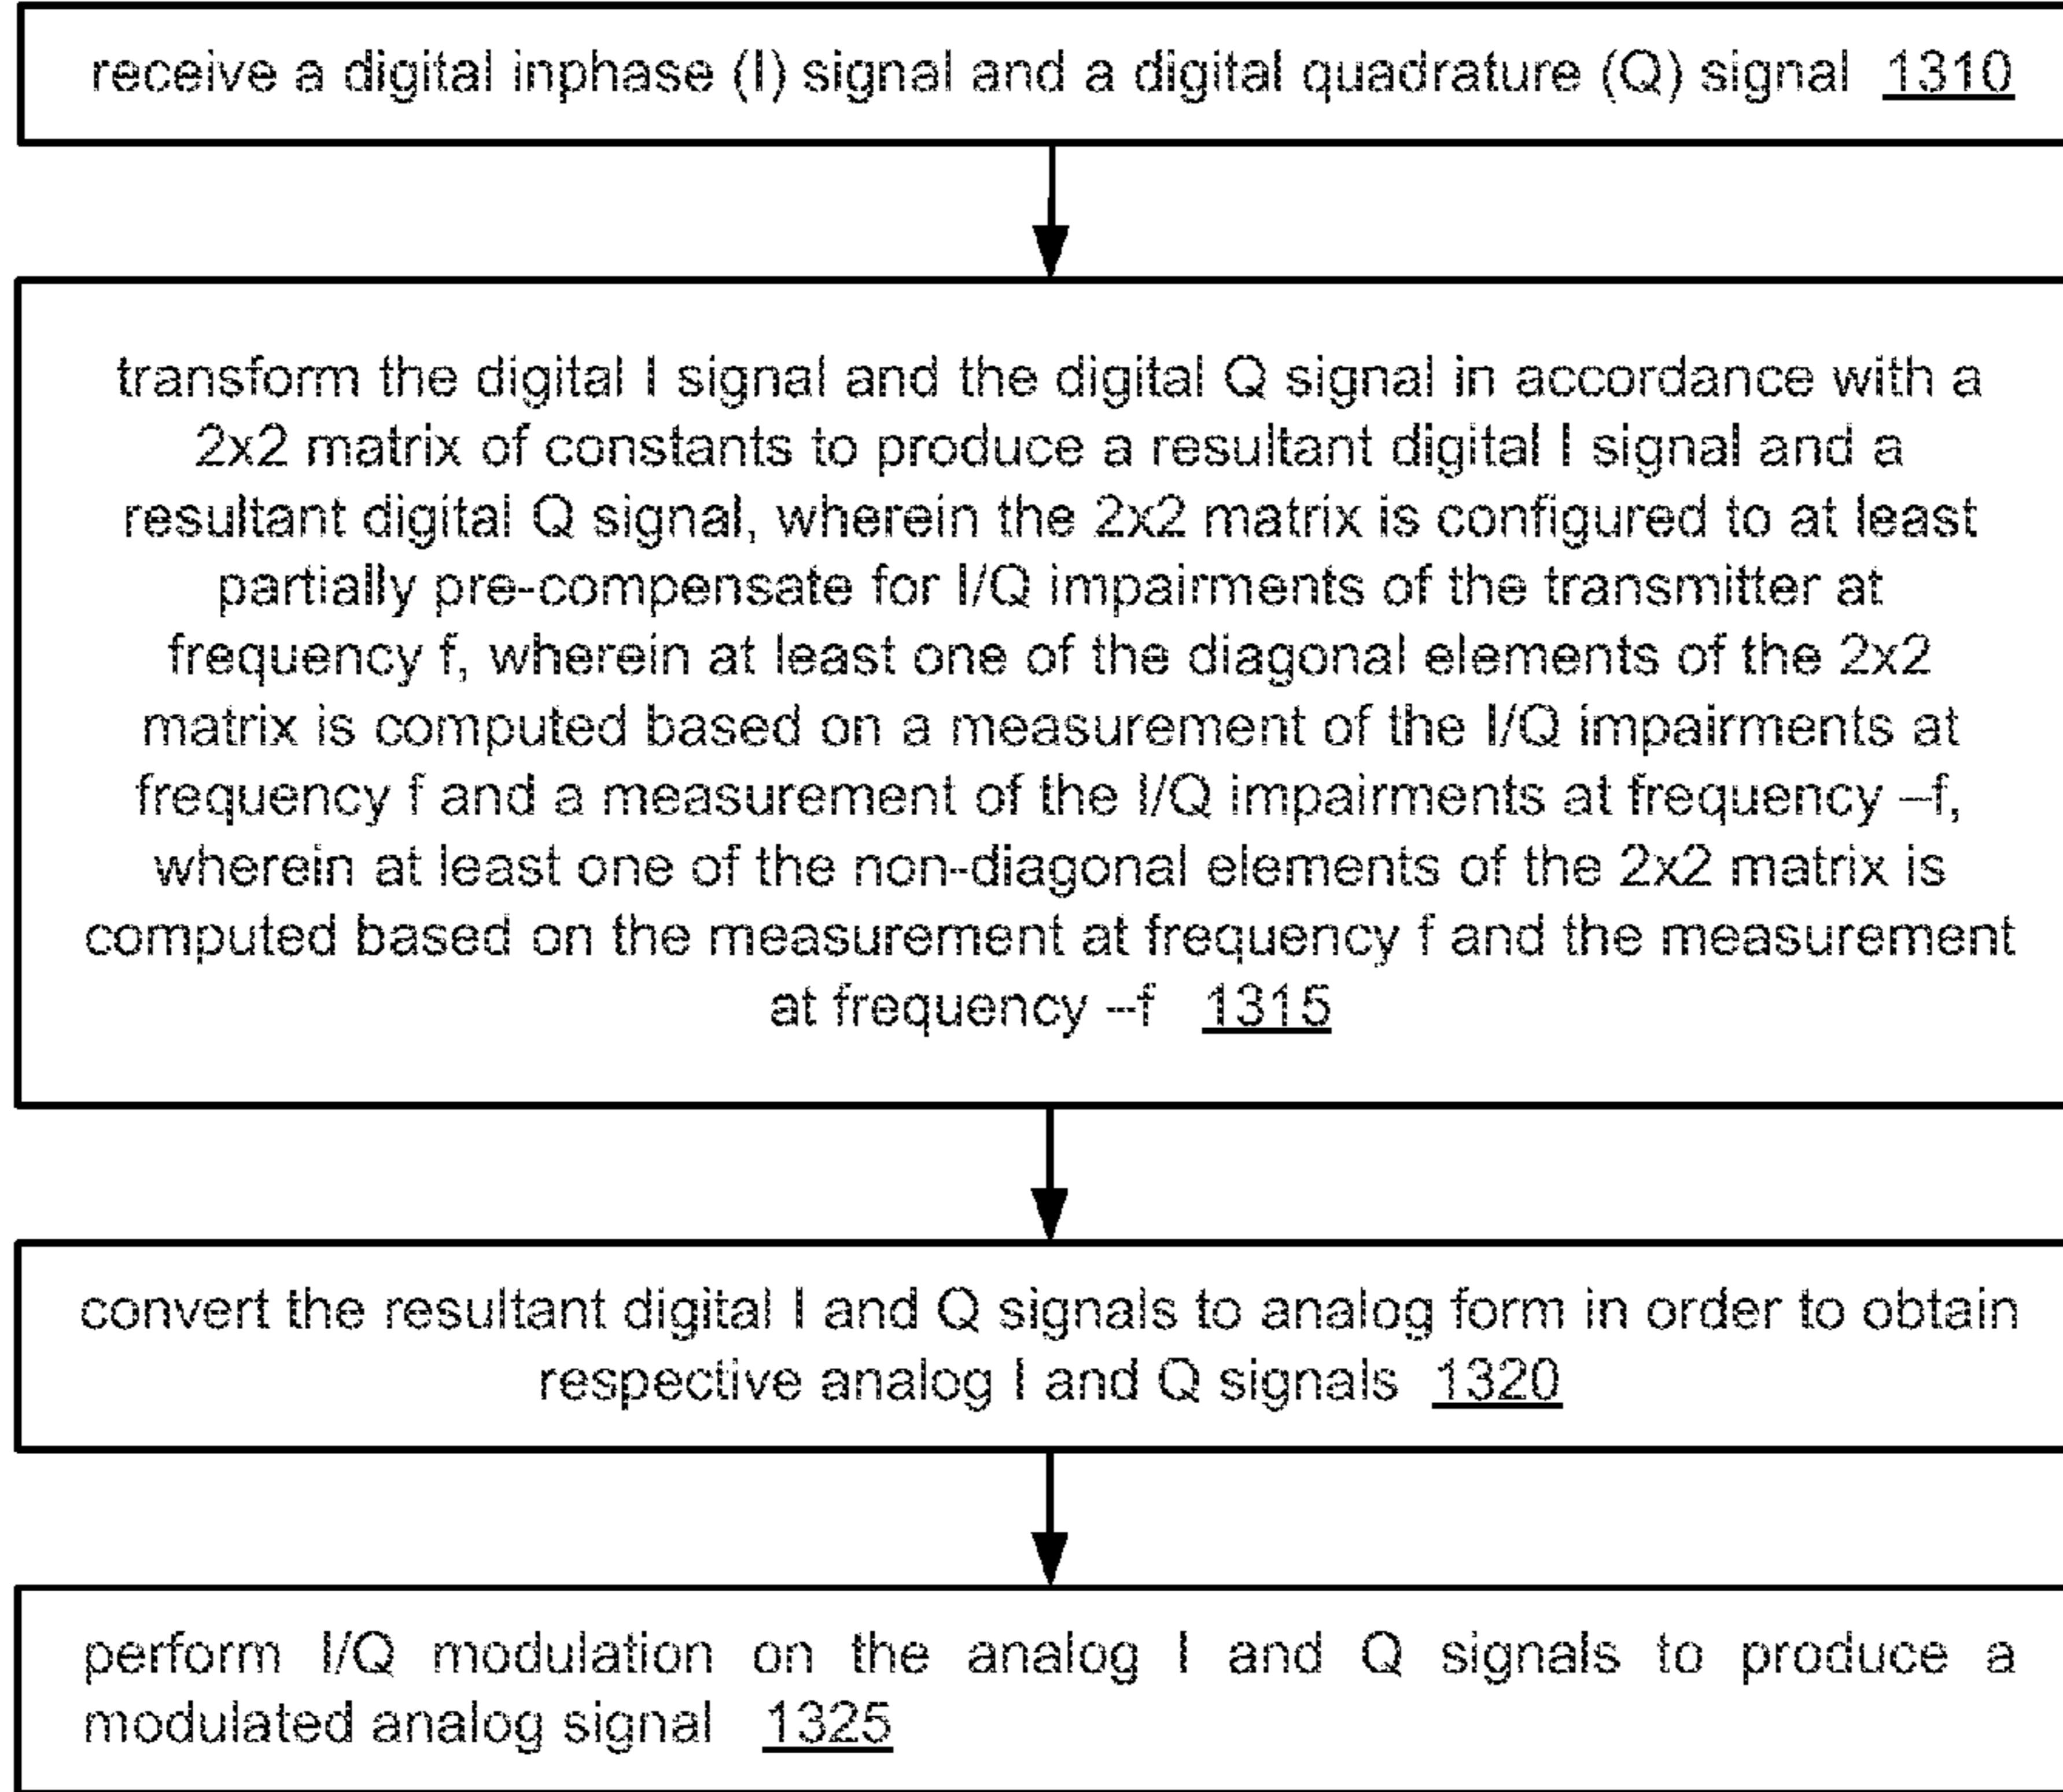 receive a digital inphase (I) signal and a digital quadrature (Q) signal 1310
transform the digital I signal and the digital Q signal in accordance with a
2x2 matrix of constants to produce a resultant digital I signal and a
resultant digital Q signal, wherein the 2x2 matrix is configured to at least
partially pre-compensate for I/Q impairments of the transmitter at
frequency f, wherein at least one of the diagonal elements of the 2x2
matrix is computed based on a measurement of the I/Q impairments at
frequency f and a measurement of the I/Q impairments at frequency –f,
wherein at least one of the non-diagonal elements of the 2x2 matrix is
computed based on the measurement at frequency f and the measurement
at frequency –f 1315
convert the resultant digital I and Q signals to analog form in order to obtain
respective analog I and Q signals 1320
perform I/Q modulation on the analog I and Q signals to produce a
modulated analog signal 1325